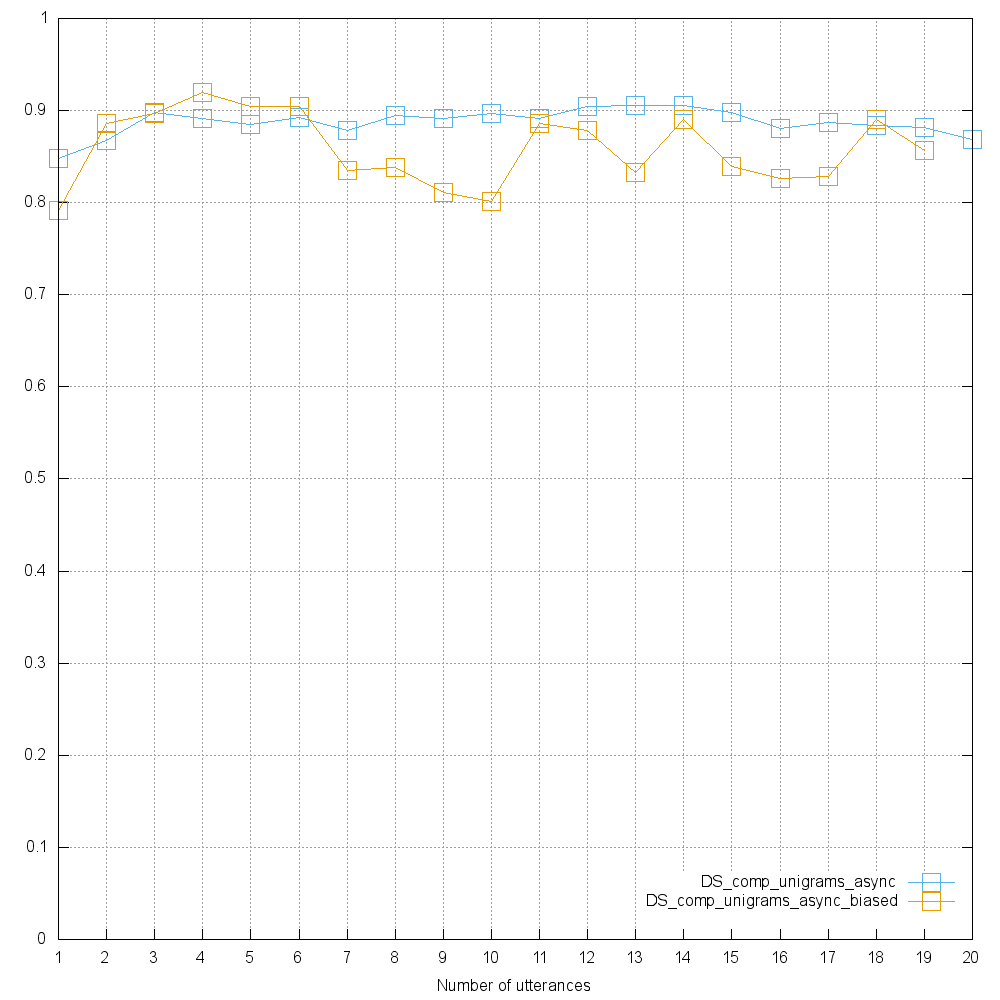 1
0.9
0.8
0.7
0.6
0.5
0.4
0.3
0.2
0.1
0
DS_comp_unigrams_async
DS_comp_unigrams_async_biased
1 2 3 4 5 6 7 8 9 10 11 12 13 14 15 16 17 18 19 20
Number of utterances